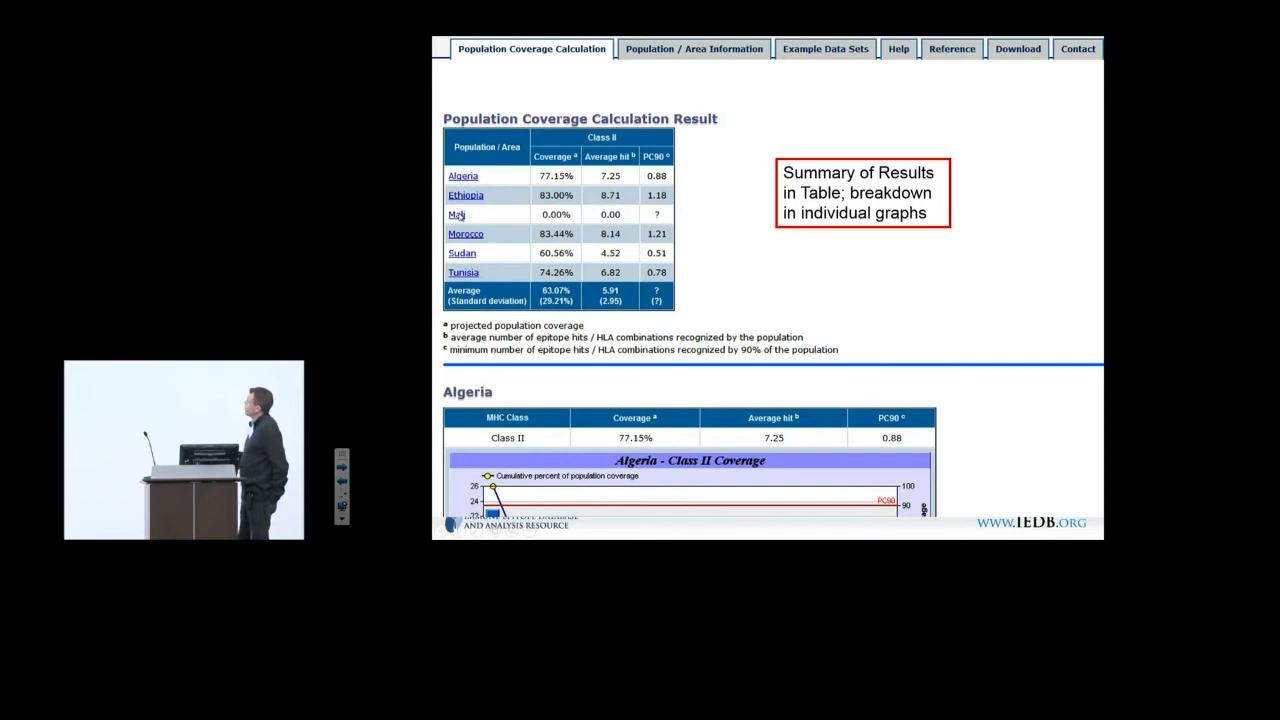 Population Coverage Calculation Population / Area Information Example Data Sets Help Reference Download Contact
Population Coverage Calculation Result
Population / Area Class II
Coverage a Average hit b PC90 c
Algeria 77.15% 7.25 0.88
Ethiopia 83.00% 8.71 1.18
Mali 0.00% 0.00 ?
Morocco 83.44% 8.14 1.21
Sudan 60.56% 4.52 0.51
Tunisia 74.26% 6.82 0.78
Average 63.07% 5.91 ?
(Standard deviation) (29.21%) (2.95) (?)
Summary of Results
in Table; breakdown
in individual graphs
a projected population coverage
b average number of epitope hits / HLA combinations recognized by the population
c minimum number of epitope hits / HLA combinations recognized by 90% of the population
Algeria
MHC Class Coverage a Average hit b PC90 c
Class II 77.15% 7.25 0.88
Algeria - Class II Coverage
Cumulative percent of population coverage
26 100
24 PC90 90
AND ANALYSIS RESOURCE
WWW.IEDB.ORG